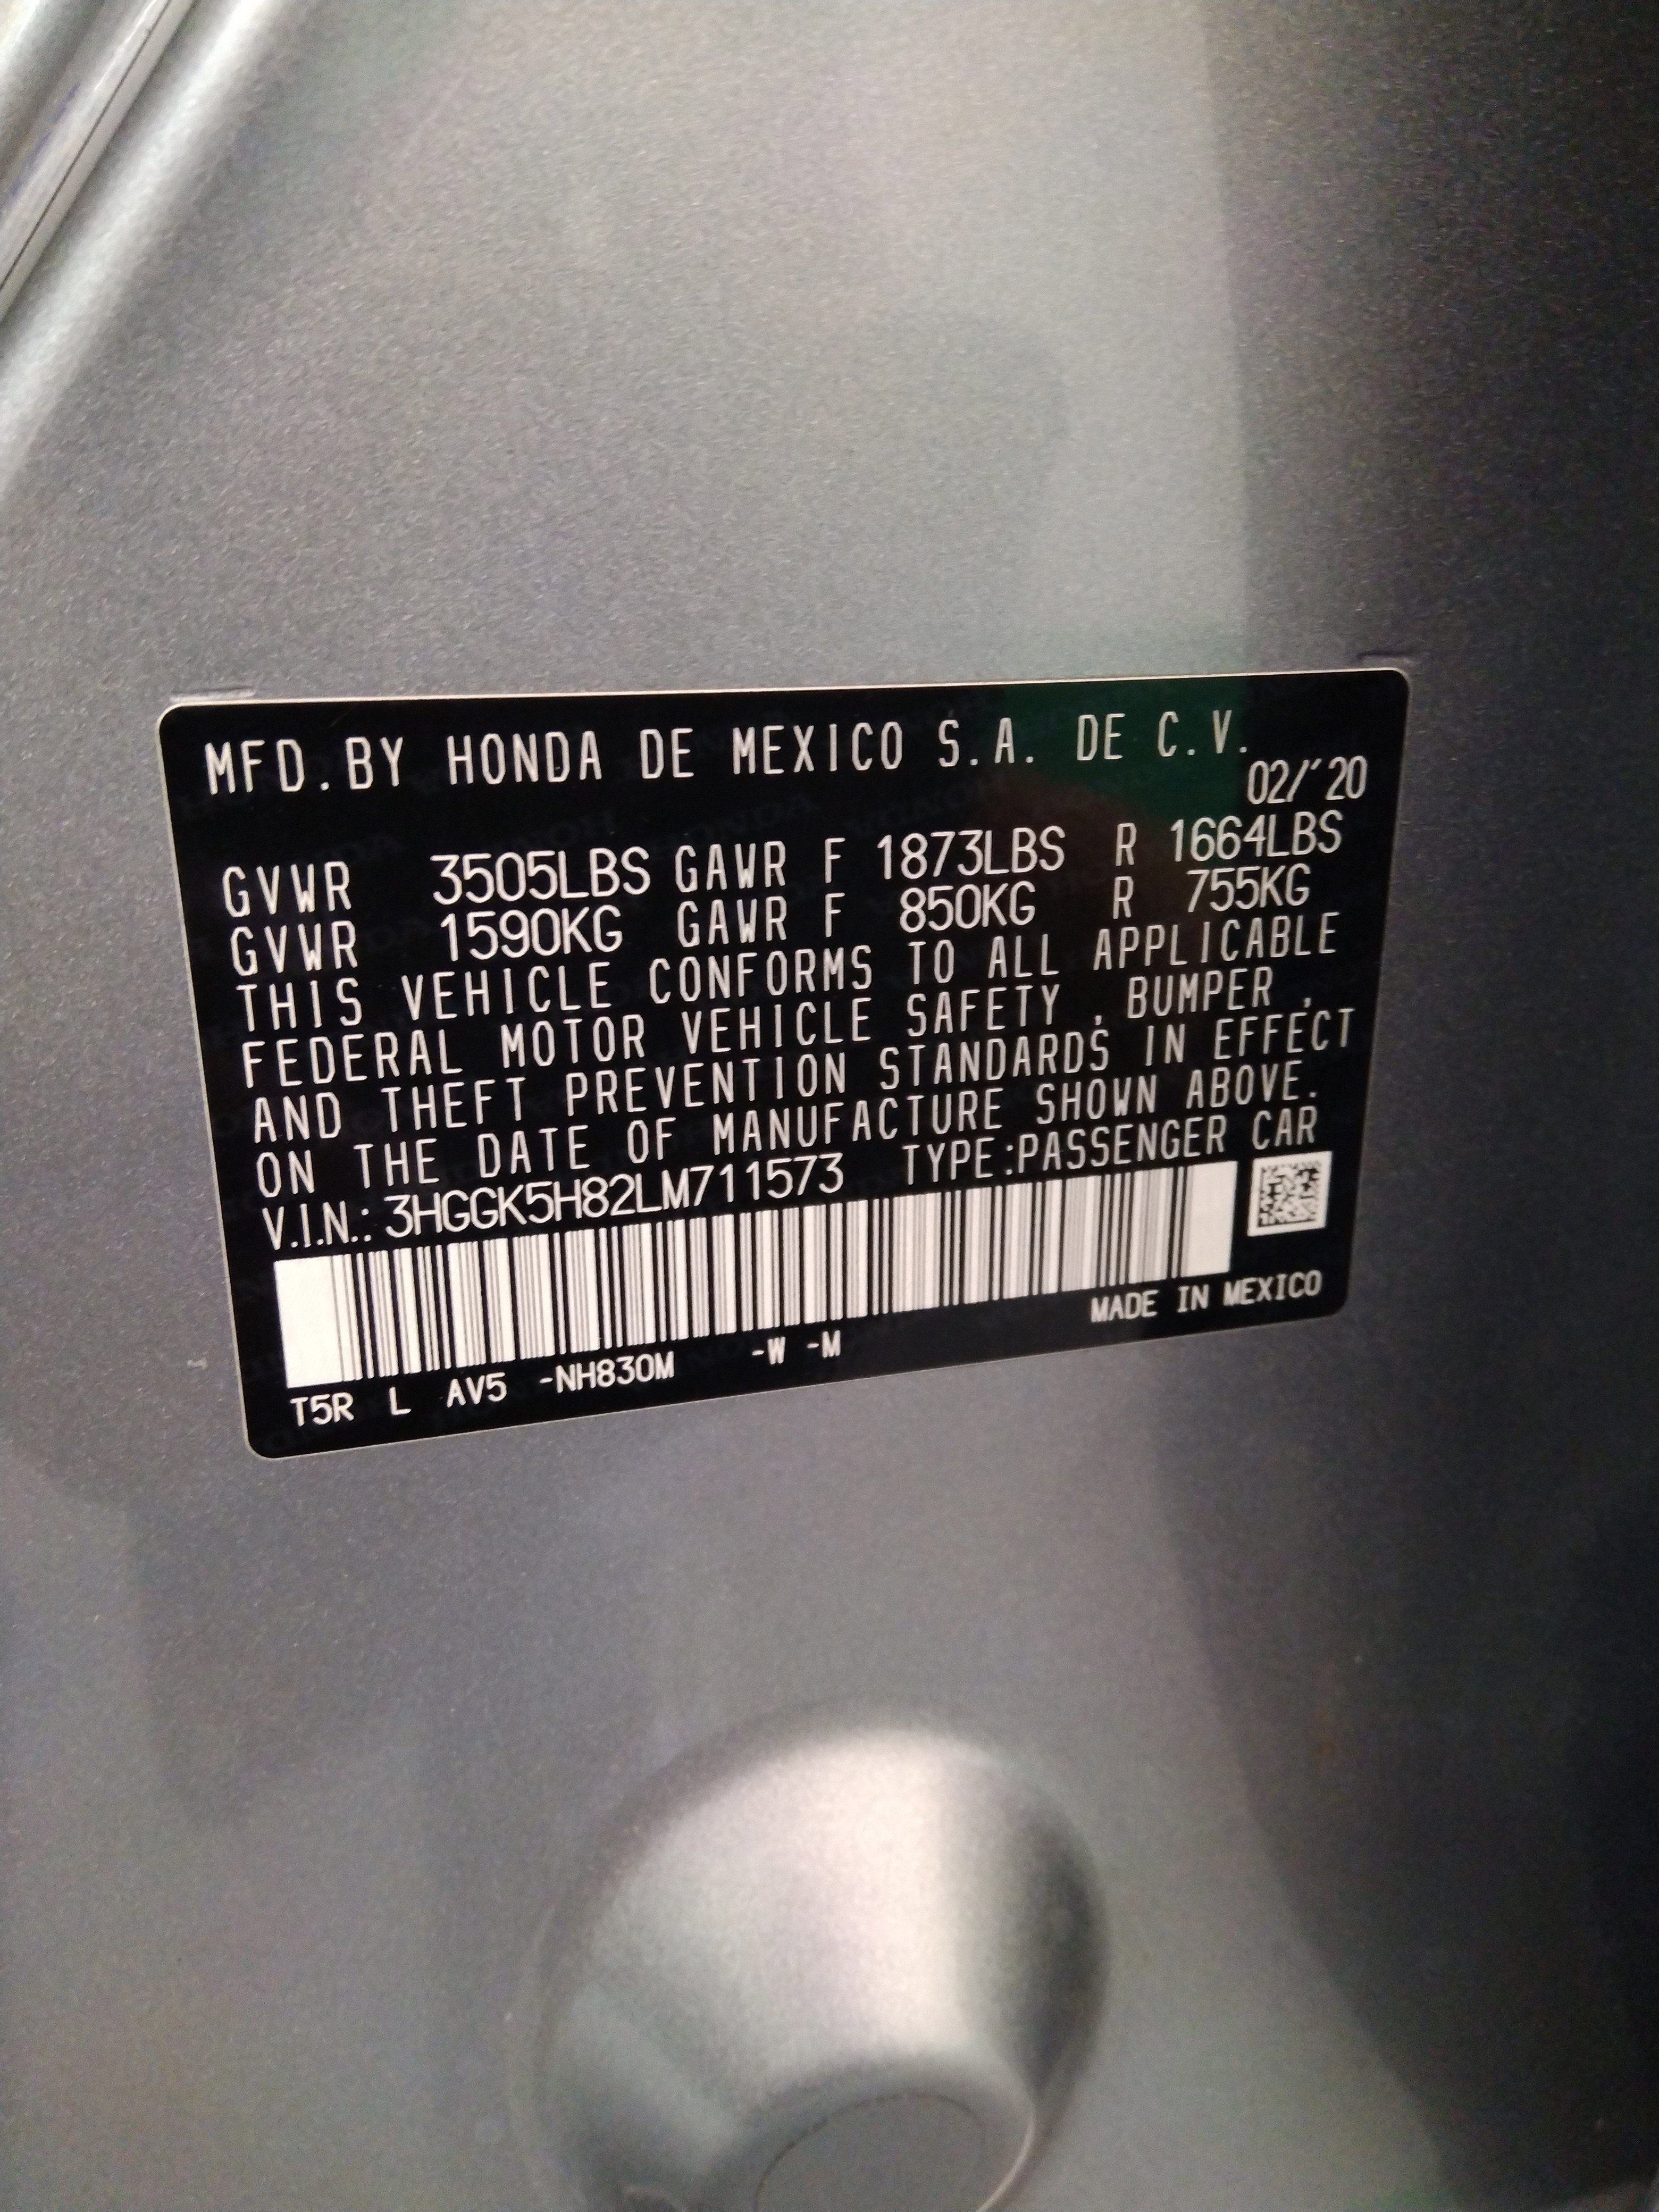 MFD.BY HONDA DE MEXICO S.A. DE C.V.
02/'20
GVWR 3505LBS GAWR F 1873LBS R 1664LBS
GVWR 1590KG GAWR F 850KG R 755KG
THIS VEHICLE CONFORMS TO ALL APPLICABLE
FEDERAL MOTOR VEHICLE SAFETY , BUMPER ,
AND THEFT PREVENTION STANDARDS IN EFFECT
ON THE DATE OF MANUFACTURE SHOWN ABOVE.
V.I.N.: 3HGGK5H82LM711573 TYPE:PASSENGER CAR
MADE IN MEXICO
T5R L AV5 -NH830M -W -M